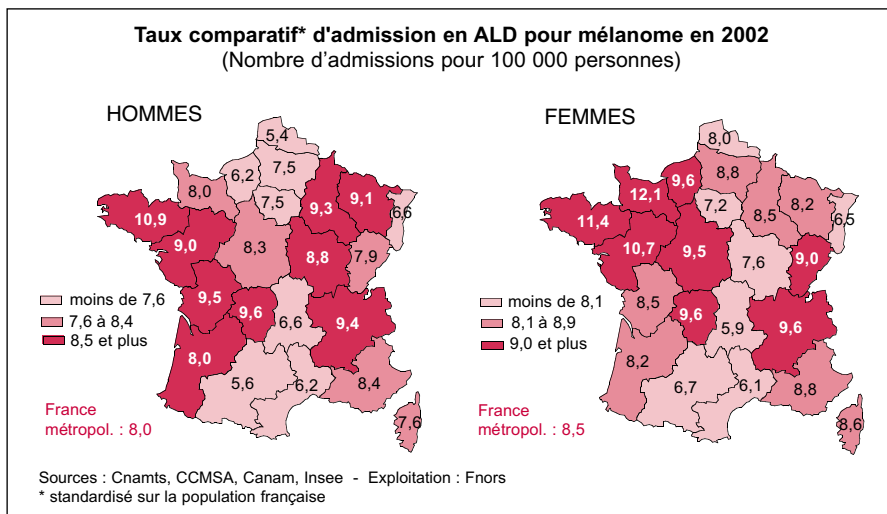 Taux comparatif* d'admission en ALD pour mélanome en 2002
(Nombre d'admissions pour 100 000 personnes)
HOMMES
5,4
7,5
6,2
8,0
7,5
9,3
9,1
6,6
10,9
9,0
8,3
8,8
7,9
9,5
9,6
6,6
9,4
8,0
5,6
6,2
8,4
7,6
moins de 7,6
7,6 à 8,4
8,5 et plus
France
métropol. : 8,0
FEMMES
8,0
8,8
9,6
12,1
7,2
8,5
8,2
6,5
11,4
10,7
9,5
7,6
9,0
8,5
9,6
5,9
9,6
8,2
6,7
6,1
8,8
8,6
moins de 8,1
8,1 à 8,9
9,0 et plus
France
métropol. : 8,5
Sources : Cnamts, CCMSA, Canam, Insee - Exploitation : Fnors
* standardisé sur la population française